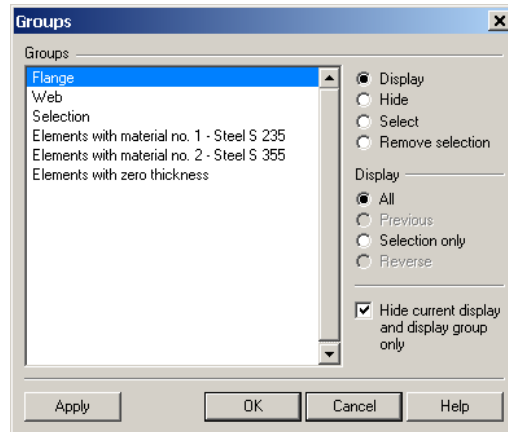 Groups
Groups
Flange
Web
Selection
Elements with material no. 1 - Steel S 235
Elements with material no. 2 - Steel S 355
Elements with zero thickness
Display
Hide
Select
Remove selection
Display
All
Previous
Selection only
Reverse
Hide current display
and display group
only
Apply
OK
Cancel
Help